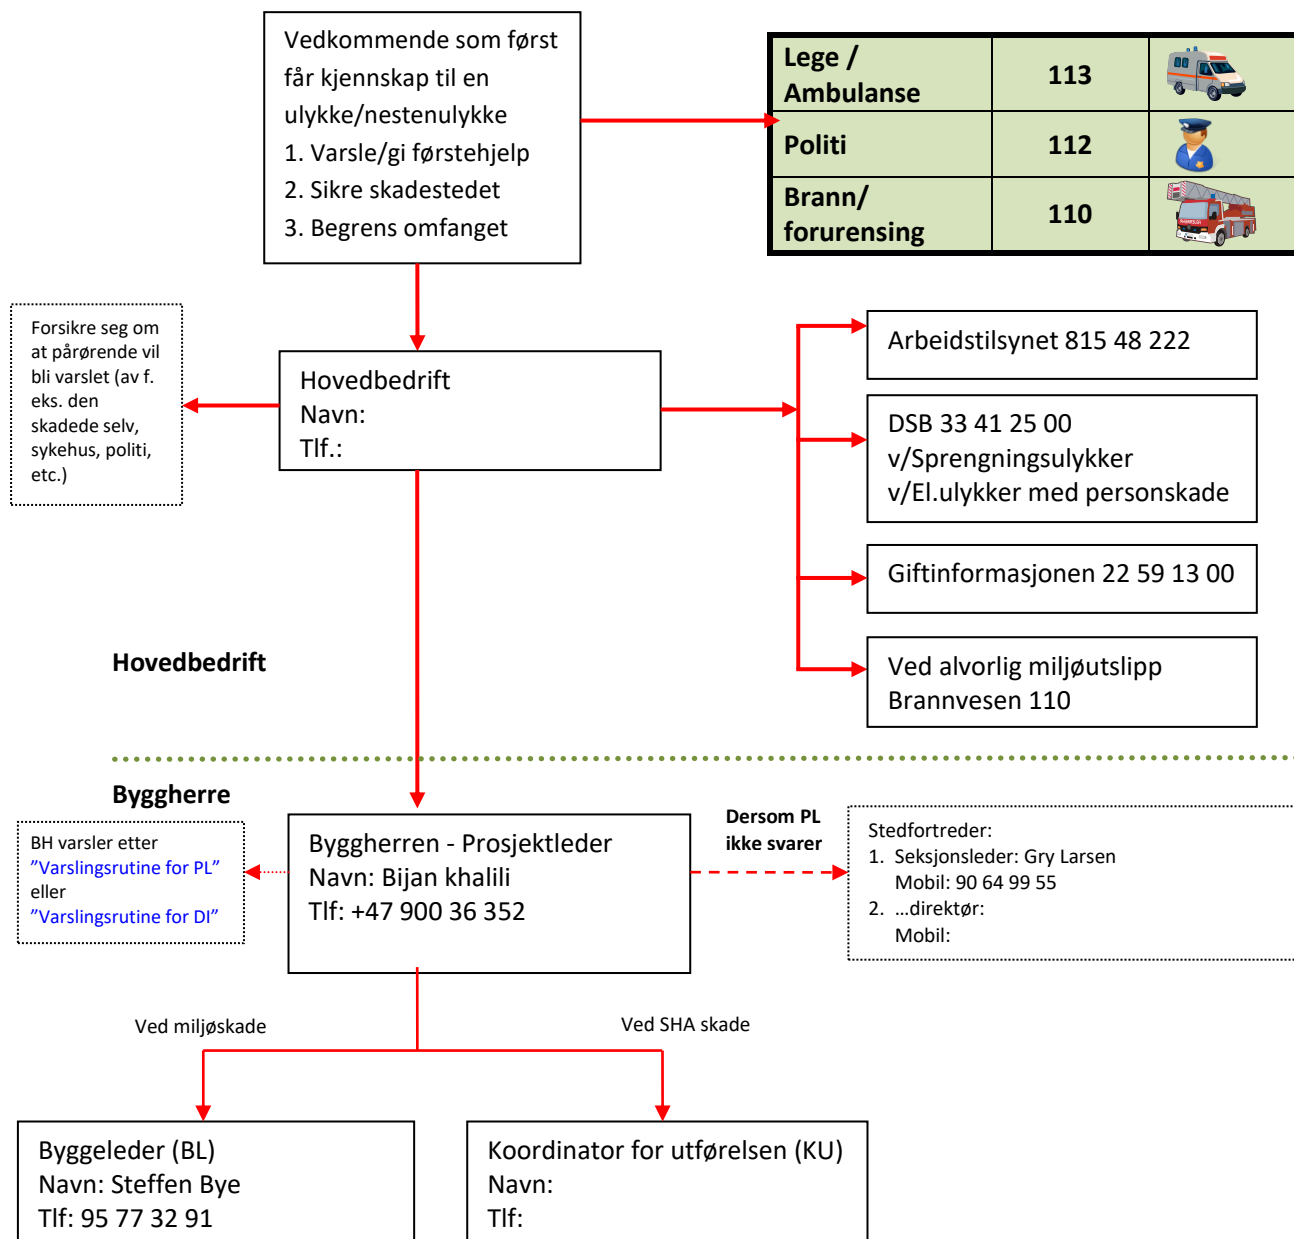 Vedkommende som først
får kjennskap til en
ulykke/nestenulykke
1. Varsle/gi førstehjelp
2. Sikre skadestedet
3. Begrens omfanget
Lege /
Ambulanse
113
Politi
112
Brann/
forurensing
110
Forsikre seg om
at pårørende vil
bli varslet (av f.
eks. den
skadede selv,
sykehus, politi,
etc.)
Hovedbedrift
Navn:
Tlf.:
Arbeidstilsynet 815 48 222
DSB 33 41 25 00
v/Sprengningsulykker
v/El.ulykker med personskade
Giftinformasjonen 22 59 13 00
Ved alvorlig miljøutslipp
Brannvesen 110
Hovedbedrift
Byggherre
BH varsler etter
”Varslingsrutine for PL”
eller
”Varslingsrutine for DI”
Byggherren - Prosjektleder
Navn: Bijan khalili
Tlf: +47 900 36 352
Dersom PL
ikke svarer
Stedfortreder:
1. Seksjonsleder: Gry Larsen
Mobil: 90 64 99 55
2. …direktør:
Mobil:
Ved miljøskade
Ved SHA skade
Byggeleder (BL)
Navn: Steffen Bye
Tlf: 95 77 32 91
Koordinator for utførelsen (KU)
Navn:
Tlf: